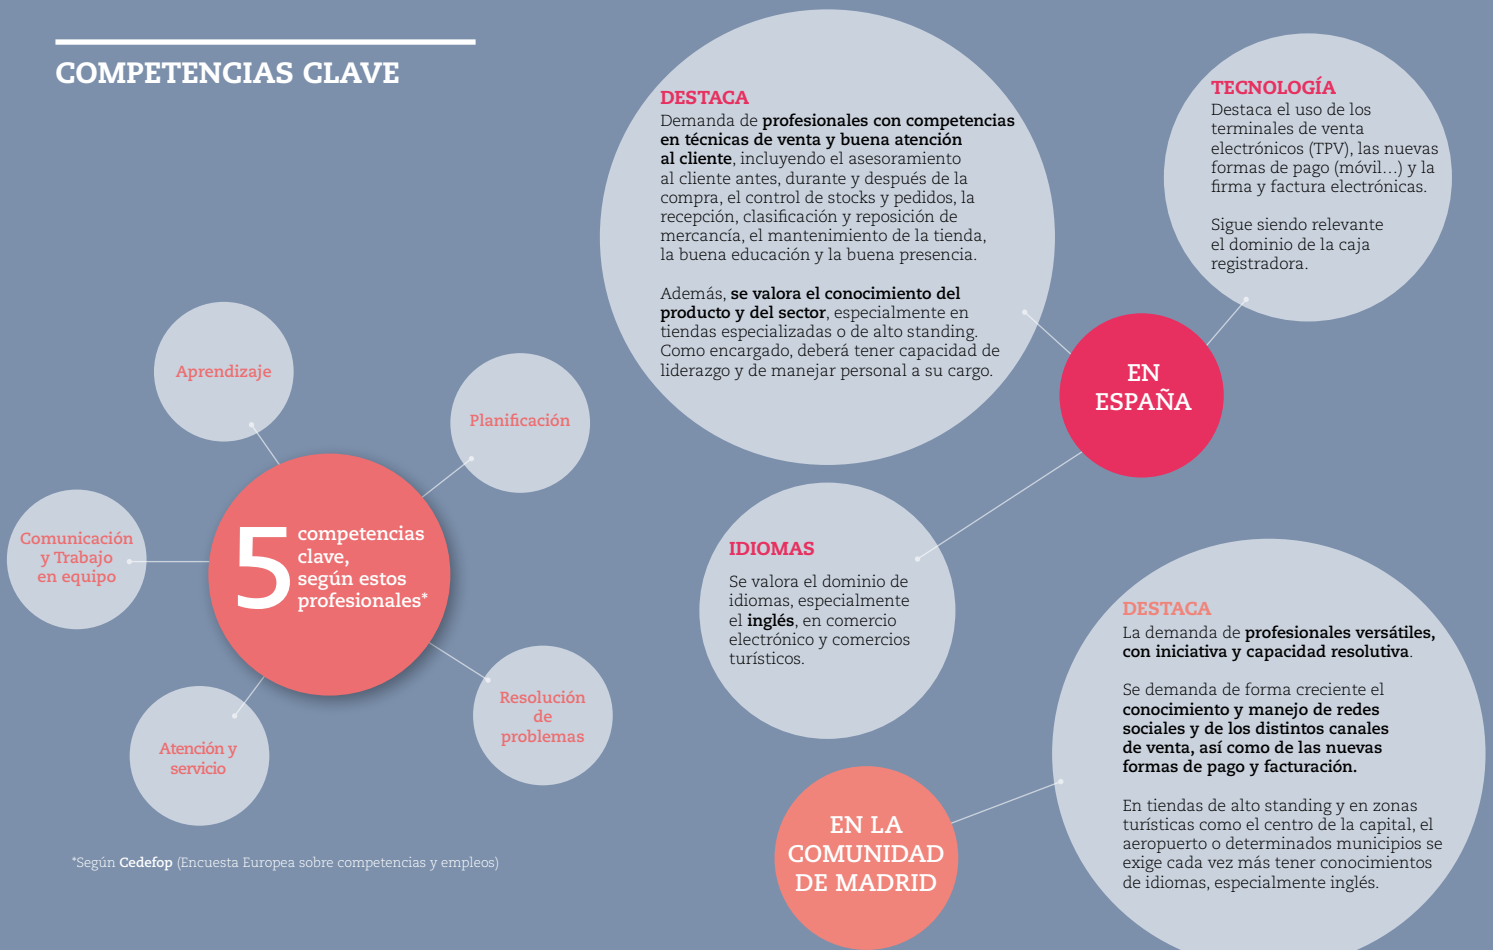 COMPETENCIAS CLAVE
Aprendizaje
Planificación
Comunicación
y Trabajo
en equipo
5
competencias
clave,
según estos
profesionales*
Atención y
servicio
Resolución
de
problemas
*Según Cedefop (Encuesta Europea sobre competencias y empleos)
DESTACA
Demanda de profesionales con competencias
en técnicas de venta y buena atención
al cliente, incluyendo el asesoramiento
al cliente antes, durante y después de la
compra, el control de stocks y pedidos, la
recepción, clasificación y reposición de
mercancía, el mantenimiento de la tienda,
la buena educación y la buena presencia.
Además, se valora el conocimiento del
producto y del sector, especialmente en
tiendas especializadas o de alto standing.
Como encargado, deberá tener capacidad de
liderazgo y de manejar personal a su cargo.
TECNOLOGÍA
Destaca el uso de los
terminales de venta
electrónicos (TPV), las nuevas
formas de pago (móvil...) y la
firma y factura electrónicas.
Sigue siendo relevante
el dominio de la caja
registradora.
EN
ESPAÑA
IDIOMAS
Se valora el dominio de
idiomas, especialmente
el inglés, en comercio
electrónico y comercios
turísticos.
EN LA
COMUNIDAD
DE MADRID
DESTACA
La demanda de profesionales versátiles,
con iniciativa y capacidad resolutiva.
Se demanda de forma creciente el
conocimiento y manejo de redes
sociales y de los distintos canales
de venta, así como de las nuevas
formas de pago y facturación.
En tiendas de alto standing y en zonas
turísticas como el centro de la capital, el
aeropuerto o determinados municipios se
exige cada vez más tener conocimientos
de idiomas, especialmente inglés.